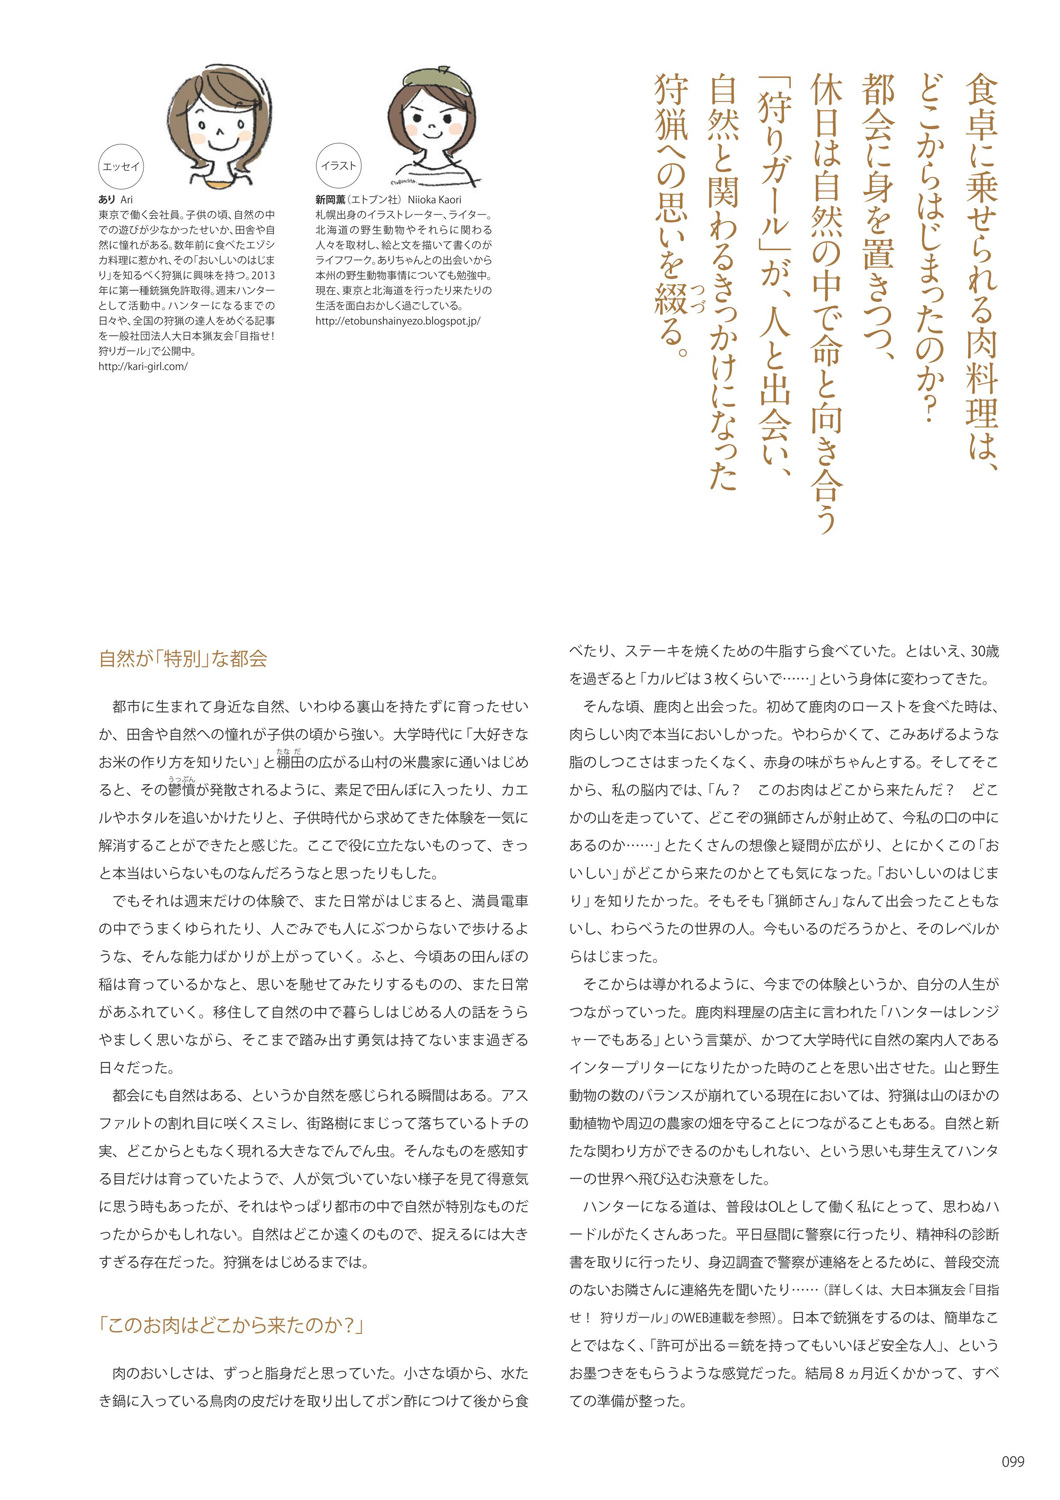 食卓に乗せられる肉料理は、
どこからはじまったのか？
都会に身を置きつつ、
休日は自然の中で命と向き合う
「狩りガール」が、人と出会い、
自然と関わるきっかけになった
狩猟への思いを綴る。
つづ
エッセイ
あり Ari
東京で働く会社員。子供の頃、自然の中
での遊びが少なかったせいか、田舎や自
然に憧れがある。数年前に食べたエゾシ
カ料理に惹かれ、その「おいしいのはじま
り」を知るべく狩猟に興味を持つ。2013
年に第一種銃猟免許取得。週末ハンター
として活動中。ハンターになるまでの
日々や、全国の狩猟の達人をめぐる記事
を一般社団法人大日本猟友会「目指せ！
狩りガール」で公開中。
http://kari-girl.com/
イラスト
新岡薫（エトブン社） Niioka Kaori
札幌出身のイラストレーター、ライター。
北海道の野生動物やそれらに関わる
人々を取材し、絵と文を描いて書くのが
ライフワーク。ありちゃんとの出会いから
本州の野生動物事情についても勉強中。
現在、東京と北海道を行ったり来たりの
生活を面白おかしく過ごしている。
http://etobunshainyezo.blogspot.jp/
自然が「特別」な都会
都市に生まれて身近な自然、いわゆる裏山を持たずに育ったせい
か、田舎や自然への憧れが子供の頃から強い。大学時代に「大好きな
たな だ
お米の作り方を知りたい」と棚田の広がる山村の米農家に通いはじめ
うっぷん
ると、その鬱憤が発散されるように、素足で田んぼに入ったり、カエ
ルやホタルを追いかけたりと、子供時代から求めてきた体験を一気に
解消することができたと感じた。ここで役に立たないものって、きっ
と本当はいらないものなんだろうなと思ったりもした。
でもそれは週末だけの体験で、また日常がはじまると、満員電車
の中でうまくゆられたり、人ごみでも人にぶつからないで歩けるよ
うな、そんな能力ばかりが上がっていく。ふと、今頃あの田んぼの
稲は育っているかなと、思いを馳せてみたりするものの、また日常
があふれていく。移住して自然の中で暮らしはじめる人の話をうら
やましく思いながら、そこまで踏み出す勇気は持てないまま過ぎる
日々だった。
都会にも自然はある、というか自然を感じられる瞬間はある。アス
ファルトの割れ目に咲くスミレ、街路樹にまじって落ちているトチの
実、どこからともなく現れる大きなでんでん虫。そんなものを感知す
る目だけは育っていたようで、人が気づいていない様子を見て得意気
に思う時もあったが、それはやっぱり都市の中で自然が特別なものだ
ったからかもしれない。自然はどこか遠くのもので、捉えるには大き
すぎる存在だった。狩猟をはじめるまでは。
「このお肉はどこから来たのか？」
肉のおいしさは、ずっと脂身だと思っていた。小さな頃から、水た
き鍋に入っている鳥肉の皮だけを取り出してポン酢につけて後から食
べたり、ステーキを焼くための牛脂すら食べていた。とはいえ、30歳
を過ぎると「カルビは３枚くらいで……」という身体に変わってきた。
そんな頃、鹿肉と出会った。初めて鹿肉のローストを食べた時は、
肉らしい肉で本当においしかった。やわらかくて、こみあげるような
脂のしつこさはまったくなく、赤身の味がちゃんとする。そしてそこ
から、私の脳内では、「ん？　このお肉はどこから来たんだ？　どこ
かの山を走っていて、どこぞの猟師さんが射止めて、今私の口の中に
あるのか……」とたくさんの想像と疑問が広がり、とにかくこの「お
いしい」がどこから来たのかとても気になった。「おいしいのはじま
り」を知りたかった。そもそも「猟師さん」なんて出会ったこともな
いし、わらべうたの世界の人。今もいるのだろうかと、そのレベルか
らはじまった。
そこからは導かれるように、今までの体験というか、自分の人生が
つながっていった。鹿肉料理屋の店主に言われた「ハンターはレンジ
ャーでもある」という言葉が、かつて大学時代に自然の案内人である
インタープリターになりたかった時のことを思い出させた。山と野生
動物の数のバランスが崩れている現在においては、狩猟は山のほかの
動植物や周辺の農家の畑を守ることにつながることもある。自然と新
たな関わり方ができるのかもしれない、という思いも芽生えてハンタ
ーの世界へ飛び込む決意をした。
ハンターになる道は、普段はOLとして働く私にとって、思わぬハ
ードルがたくさんあった。平日昼間に警察に行ったり、精神科の診断
書を取りに行ったり、身辺調査で警察が連絡をとるために、普段交流
のないお隣さんに連絡先を聞いたり……（詳しくは、大日本猟友会「目指
せ！ 狩りガール」のWEB連載を参照）。日本で銃猟をするのは、簡単なこ
とではなく、「許可が出る＝銃を持ってもいいほど安全な人」、という
お墨つきをもらうような感覚だった。結局８ヵ月近くかかって、すべ
ての準備が整った。
099